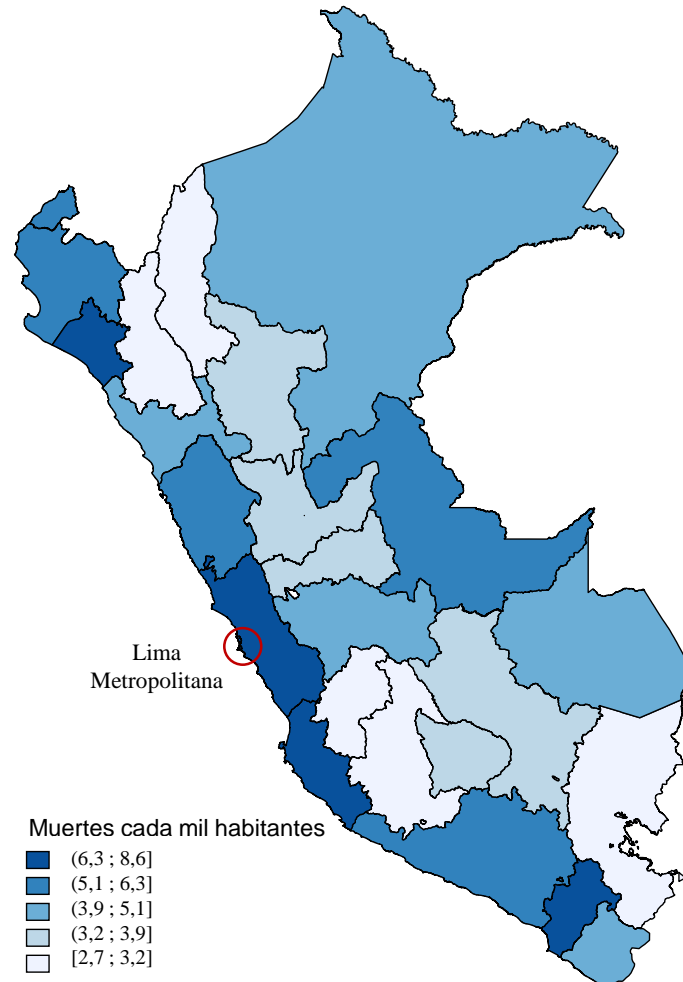 Lima
Metropolitana
Muertes cada mil habitantes
(6,3 ; 8,6]
(5,1 ; 6,3]
(3,9 ; 5,1]
(3,2 ; 3,9]
[2,7 ; 3,2]